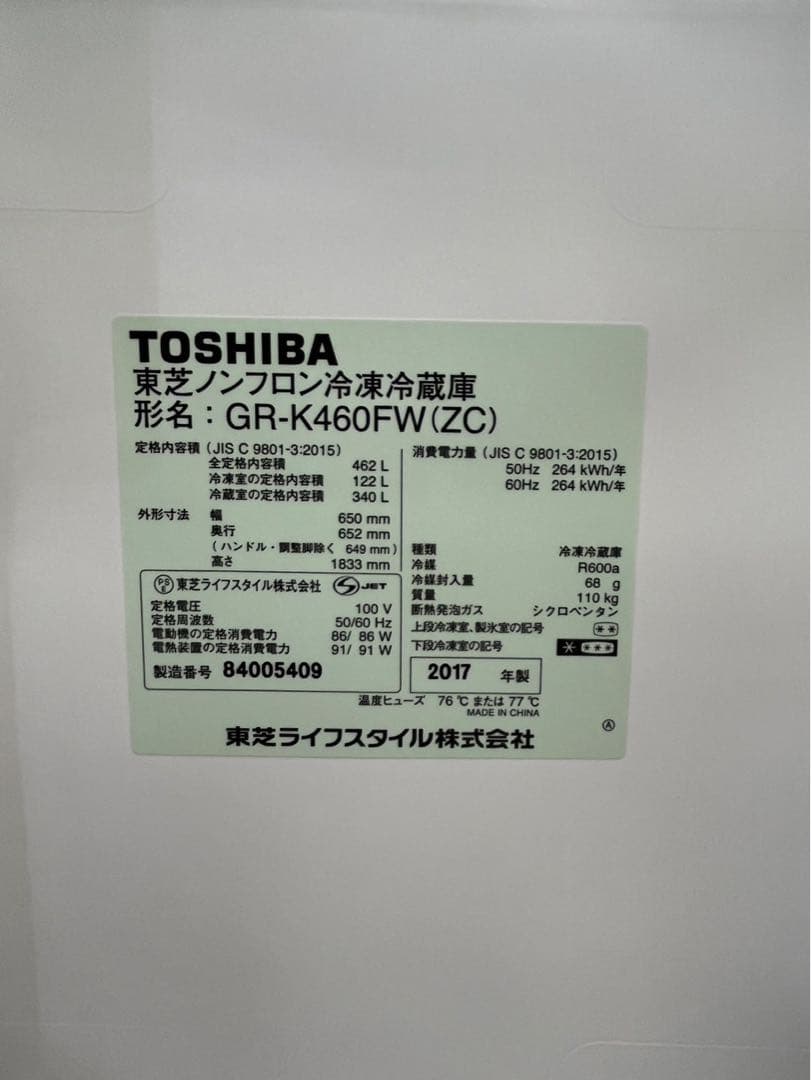 TOSHIBA
東芝ノンフロン冷凍冷蔵庫
形名：GR-K460FW(ZC)
定格内容積（JIS C 9801-3:2015）
全定格内容積 462 L
冷凍室の定格内容積 122 L
冷蔵室の定格内容積 340 L
外形寸法 幅 650 mm
奥行 652 mm
（ハンドル・調整脚除く 649 mm）
高さ 1833 mm
PS E 東芝ライフスタイル株式会社 S JET
定格電圧 100 V
定格周波数 50/60 Hz
電動機の定格消費電力 86/ 86 W
電熱装置の定格消費電力 91/ 91 W
製造番号 84005409
消費電力量（JIS C 9801-3:2015）
50Hz 264 kWh/年
60Hz 264 kWh/年
種類 冷凍冷蔵庫
冷媒 R600a
冷媒封入量 68 g
質量 110 kg
断熱発泡ガス シクロペンタン
上段冷凍室、製氷室の記号 **
下段冷凍室の記号 * ***
2017 年製
温度ヒューズ 76 ℃ または 77 ℃
MADE IN CHINA
東芝ライフスタイル株式会社
Ⓐ